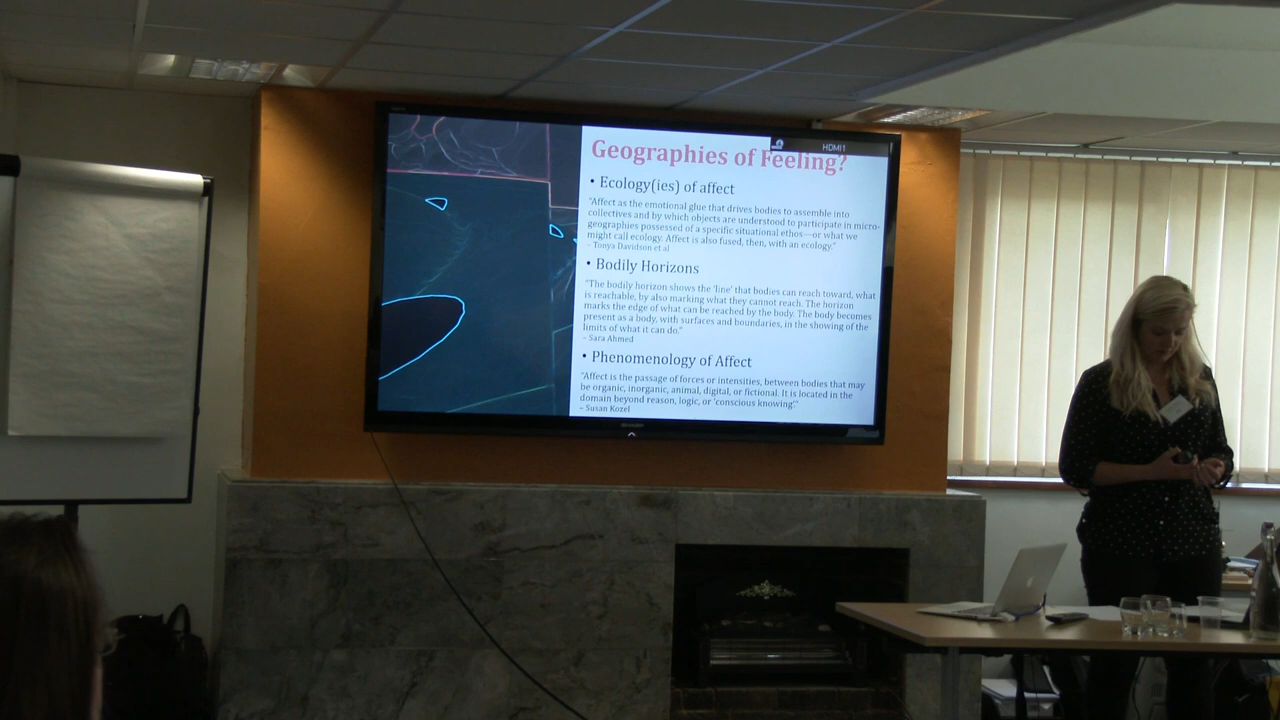 HDMI1
Geographies of Feeling?
• Ecology(ies) of affect
"Affect as the emotional glue that drives bodies to assemble into
collectives and by which objects are understood to participate in micro-
geographies possessed of a specific situational ethos—or what we
might call ecology. Affect is also fused, then, with an ecology."
- Tonya Davidson et al
• Bodily Horizons
"The bodily horizon shows the 'line' that bodies can reach toward, what
is reachable, by also marking what they cannot reach. The horizon
marks the edge of what can be reached by the body. The body becomes
present as a body, with surfaces and boundaries, in the showing of the
limits of what it can do."
– Sara Ahmed
• Phenomenology of Affect
"Affect is the passage of forces or intensities, between bodies that may
be organic, inorganic, animal, digital, or fictional. It is located in the
domain beyond reason, logic, or 'conscious knowing'."
– Susan Kozel
SHARP